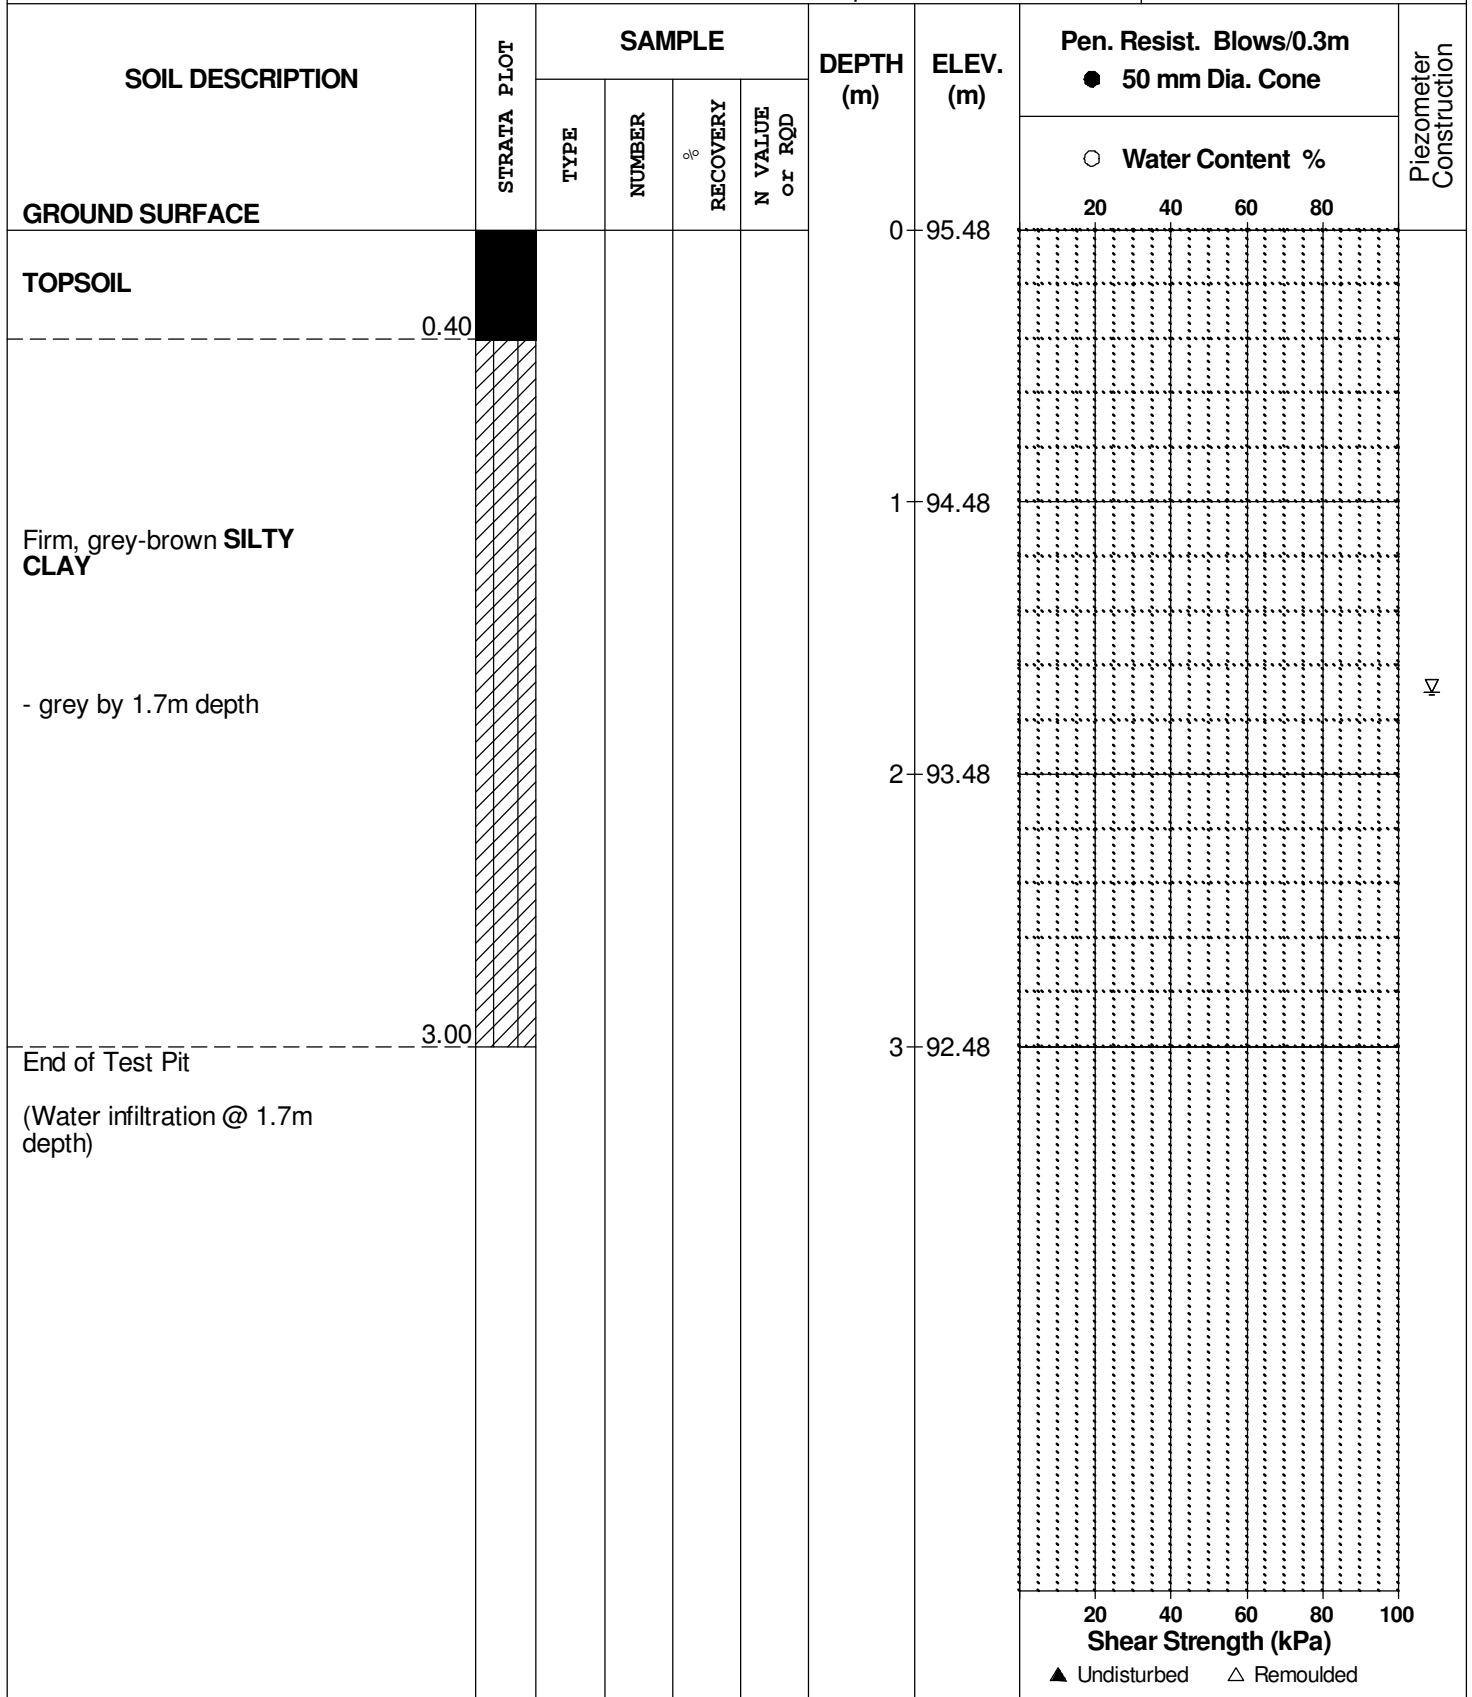 SOIL DESCRIPTION
GROUND SURFACE
STRATA PLOT
SAMPLE
TYPE
NUMBER
% RECOVERY
N VALUE or RQD
DEPTH (m)
ELEV. (m)
Pen. Resist. Blows/0.3m
● 50 mm Dia. Cone
○ Water Content %
20 40 60 80
Piezometer Construction
0 95.48
TOPSOIL
0.40
1 94.48
Firm, grey-brown SILTY
CLAY
- grey by 1.7m depth
2 93.48
3.00
3 92.48
End of Test Pit
(Water infiltration @ 1.7m
depth)
20 40 60 80 100
Shear Strength (kPa)
▲ Undisturbed △ Remoulded